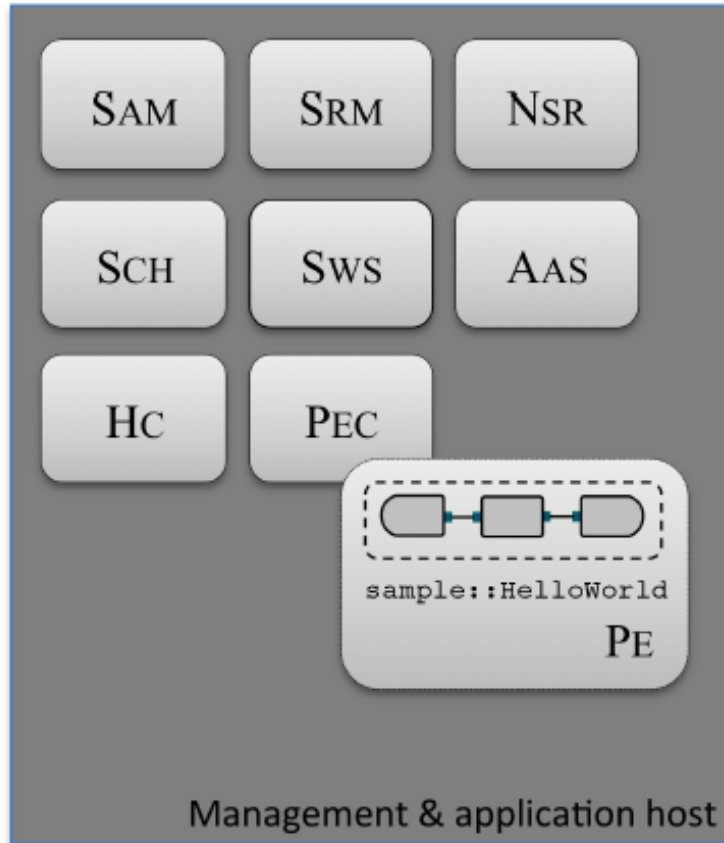 SAM SRM NSR
SCH SWS AAS
HC PEC
sample::HelloWorld
PE
Management & application host